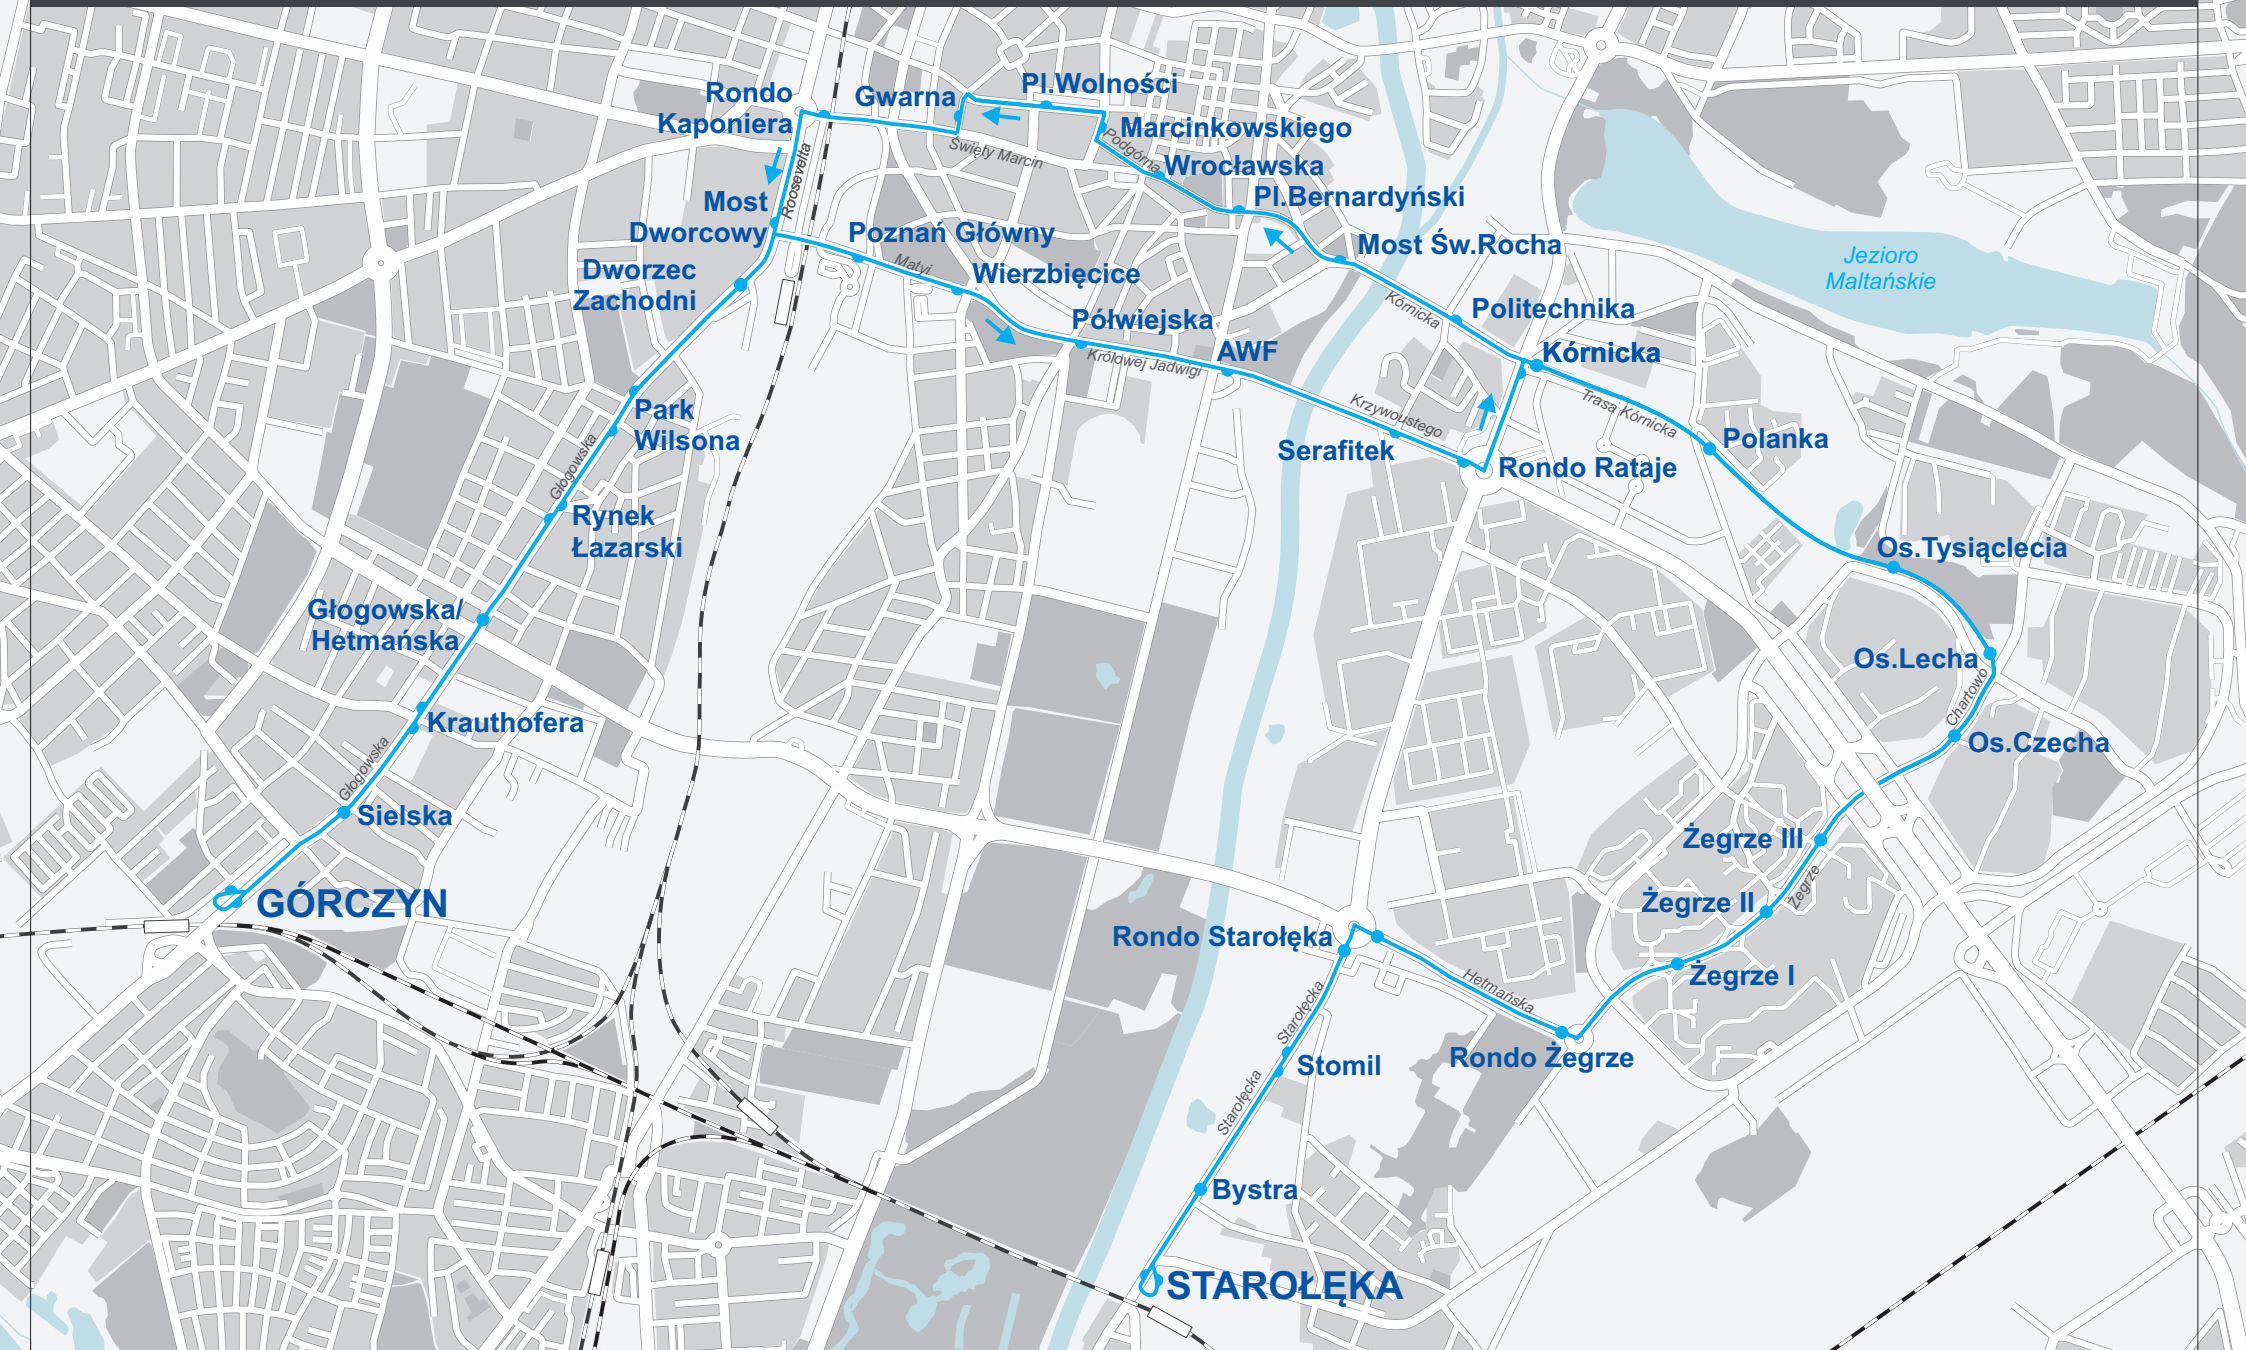 Rondo
Kaponiera
Gwarna
Pl.Wolności
Marcinkowskiego
Podgórna
Święty Marcin
Wrocławska
Pl.Bernardyński
Roosevelta
Most
Dworcowy
Poznań Główny
Matyi
Wierzbięcice
Most Św.Rocha
Jezioro
Maltańskie
Dworzec
Zachodni
Kórnicka
Politechnika
Półwiejska
Królowej Jadwigi
AWF
Kórnicka
Trasa Kórnicka
Krzywoustego
Park
Wilsona
Serafitek
Rondo Rataje
Polanka
Głogowska
Rynek
Łazarski
Os.Tysiąclecia
Głogowska/
Hetmańska
Os.Lecha
Chartowo
Krauthofera
Os.Czecha
Głogowska
Sielska
Żegrze III
Żegrze
GÓRCZYN
Żegrze II
Rondo Starołęka
Żegrze I
Hetmańska
Starołęcka
Rondo Żegrze
Stomil
Starołęcka
Bystra
STAROŁĘKA